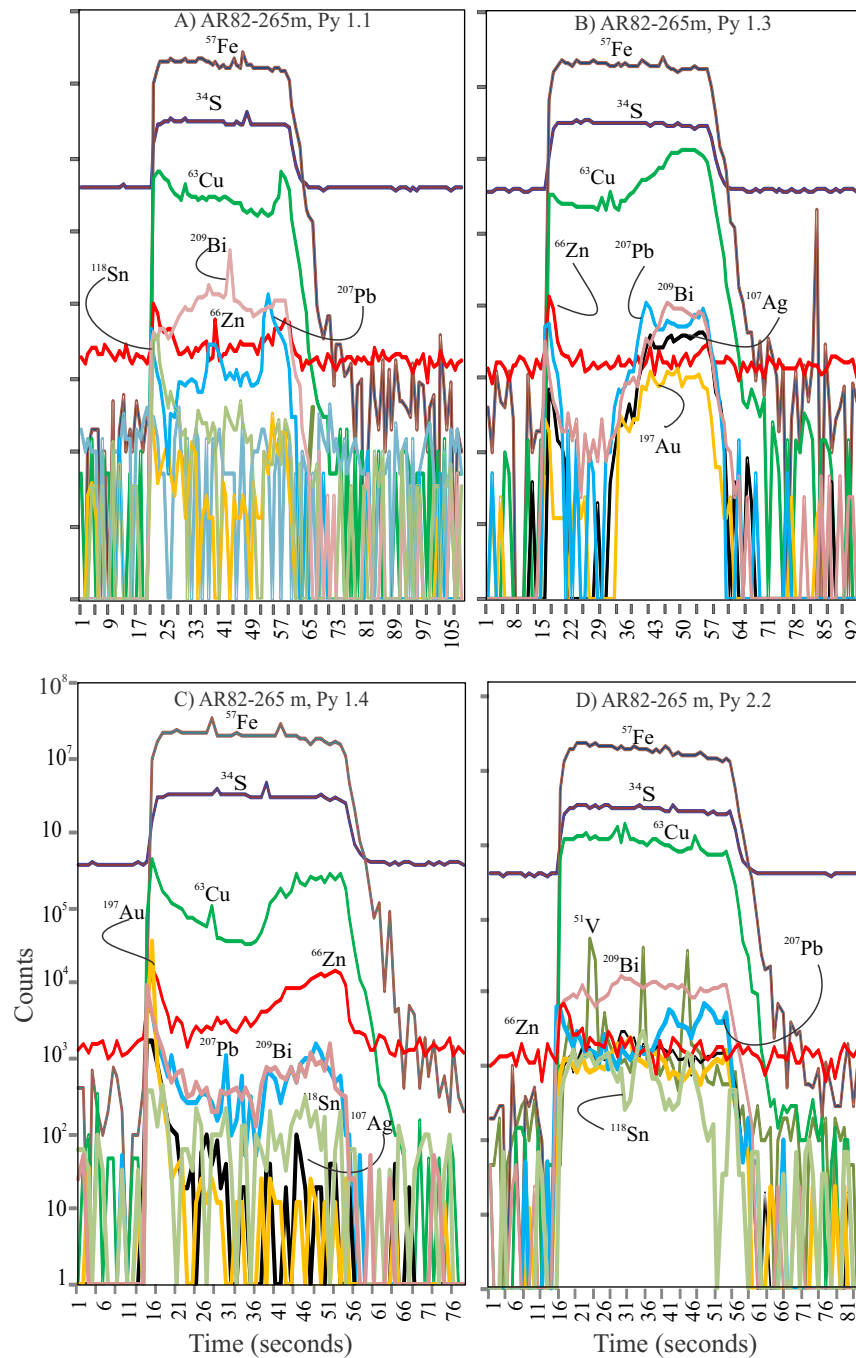 A) AR82-265m, Py 1.1
⁵⁷Fe
³⁴S
⁶³Cu
²⁰⁹Bi
¹¹⁸Sn
⁶⁶Zn
²⁰⁷Pb
1 9 17 25 33 41 49 57 65 73 81 89 97 105
B) AR82-265m, Py 1.3
⁵⁷Fe
³⁴S
⁶³Cu
⁶⁶Zn
²⁰⁷Pb
²⁰⁹Bi
¹⁰⁷Ag
¹⁹⁷Au
1 8 15 22 29 36 43 50 57 64 71 78 85 92
C) AR82-265 m, Py 1.4
10⁸
10⁷
10
10⁵
10⁴
10³
10²
10
1
Counts
⁵⁷Fe
³⁴S
¹⁹⁷Au
⁶³Cu
⁶⁶Zn
²⁰⁷Pb
²⁰⁹Bi
¹¹⁸Sn
¹⁰⁷Ag
1 6 11 16 21 26 31 36 41 46 51 56 61 66 71 76
Time (seconds)
D) AR82-265 m, Py 2.2
⁵⁷Fe
³⁴S
⁶³Cu
⁵¹V
²⁰⁹Bi
²⁰⁷Pb
⁶⁶Zn
¹¹⁸Sn
1 6 11 16 21 26 31 36 41 46 51 56 61 66 71 76 81
Time (seconds)